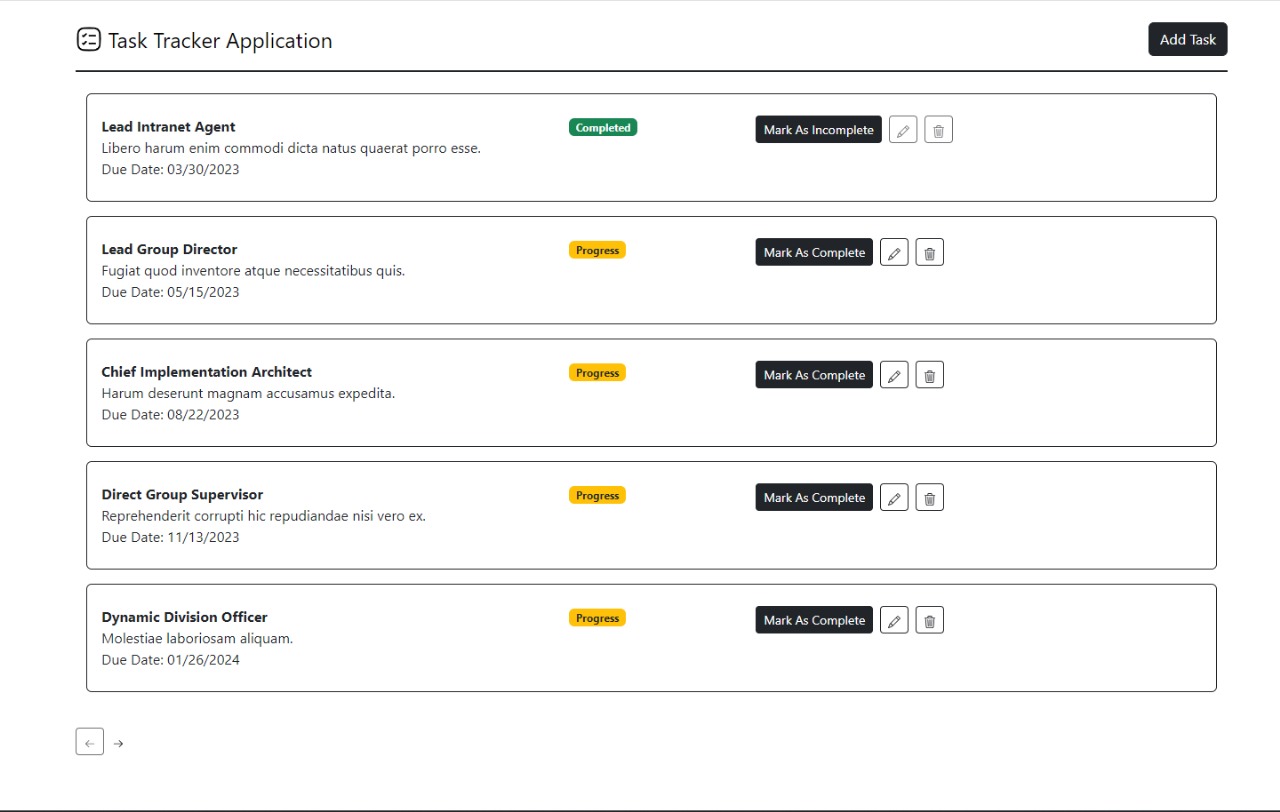 Task Tracker Application
Add Task
Lead Intranet Agent
Completed
Mark As Incomplete
Libero harum enim commodi dicta natus quaerat porro esse.
Due Date: 03/30/2023
Lead Group Director
Progress
Mark As Complete
Fugiat quod inventore atque necessitatibus quis.
Due Date: 05/15/2023
Chief Implementation Architect
Progress
Mark As Complete
Harum deserunt magnam accusamus expedita.
Due Date: 08/22/2023
Direct Group Supervisor
Progress
Mark As Complete
Reprehenderit corrupti hic repudiandae nisi vero ex.
Due Date: 11/13/2023
Dynamic Division Officer
Progress
Mark As Complete
Molestiae laboriosam aliquam.
Due Date: 01/26/2024